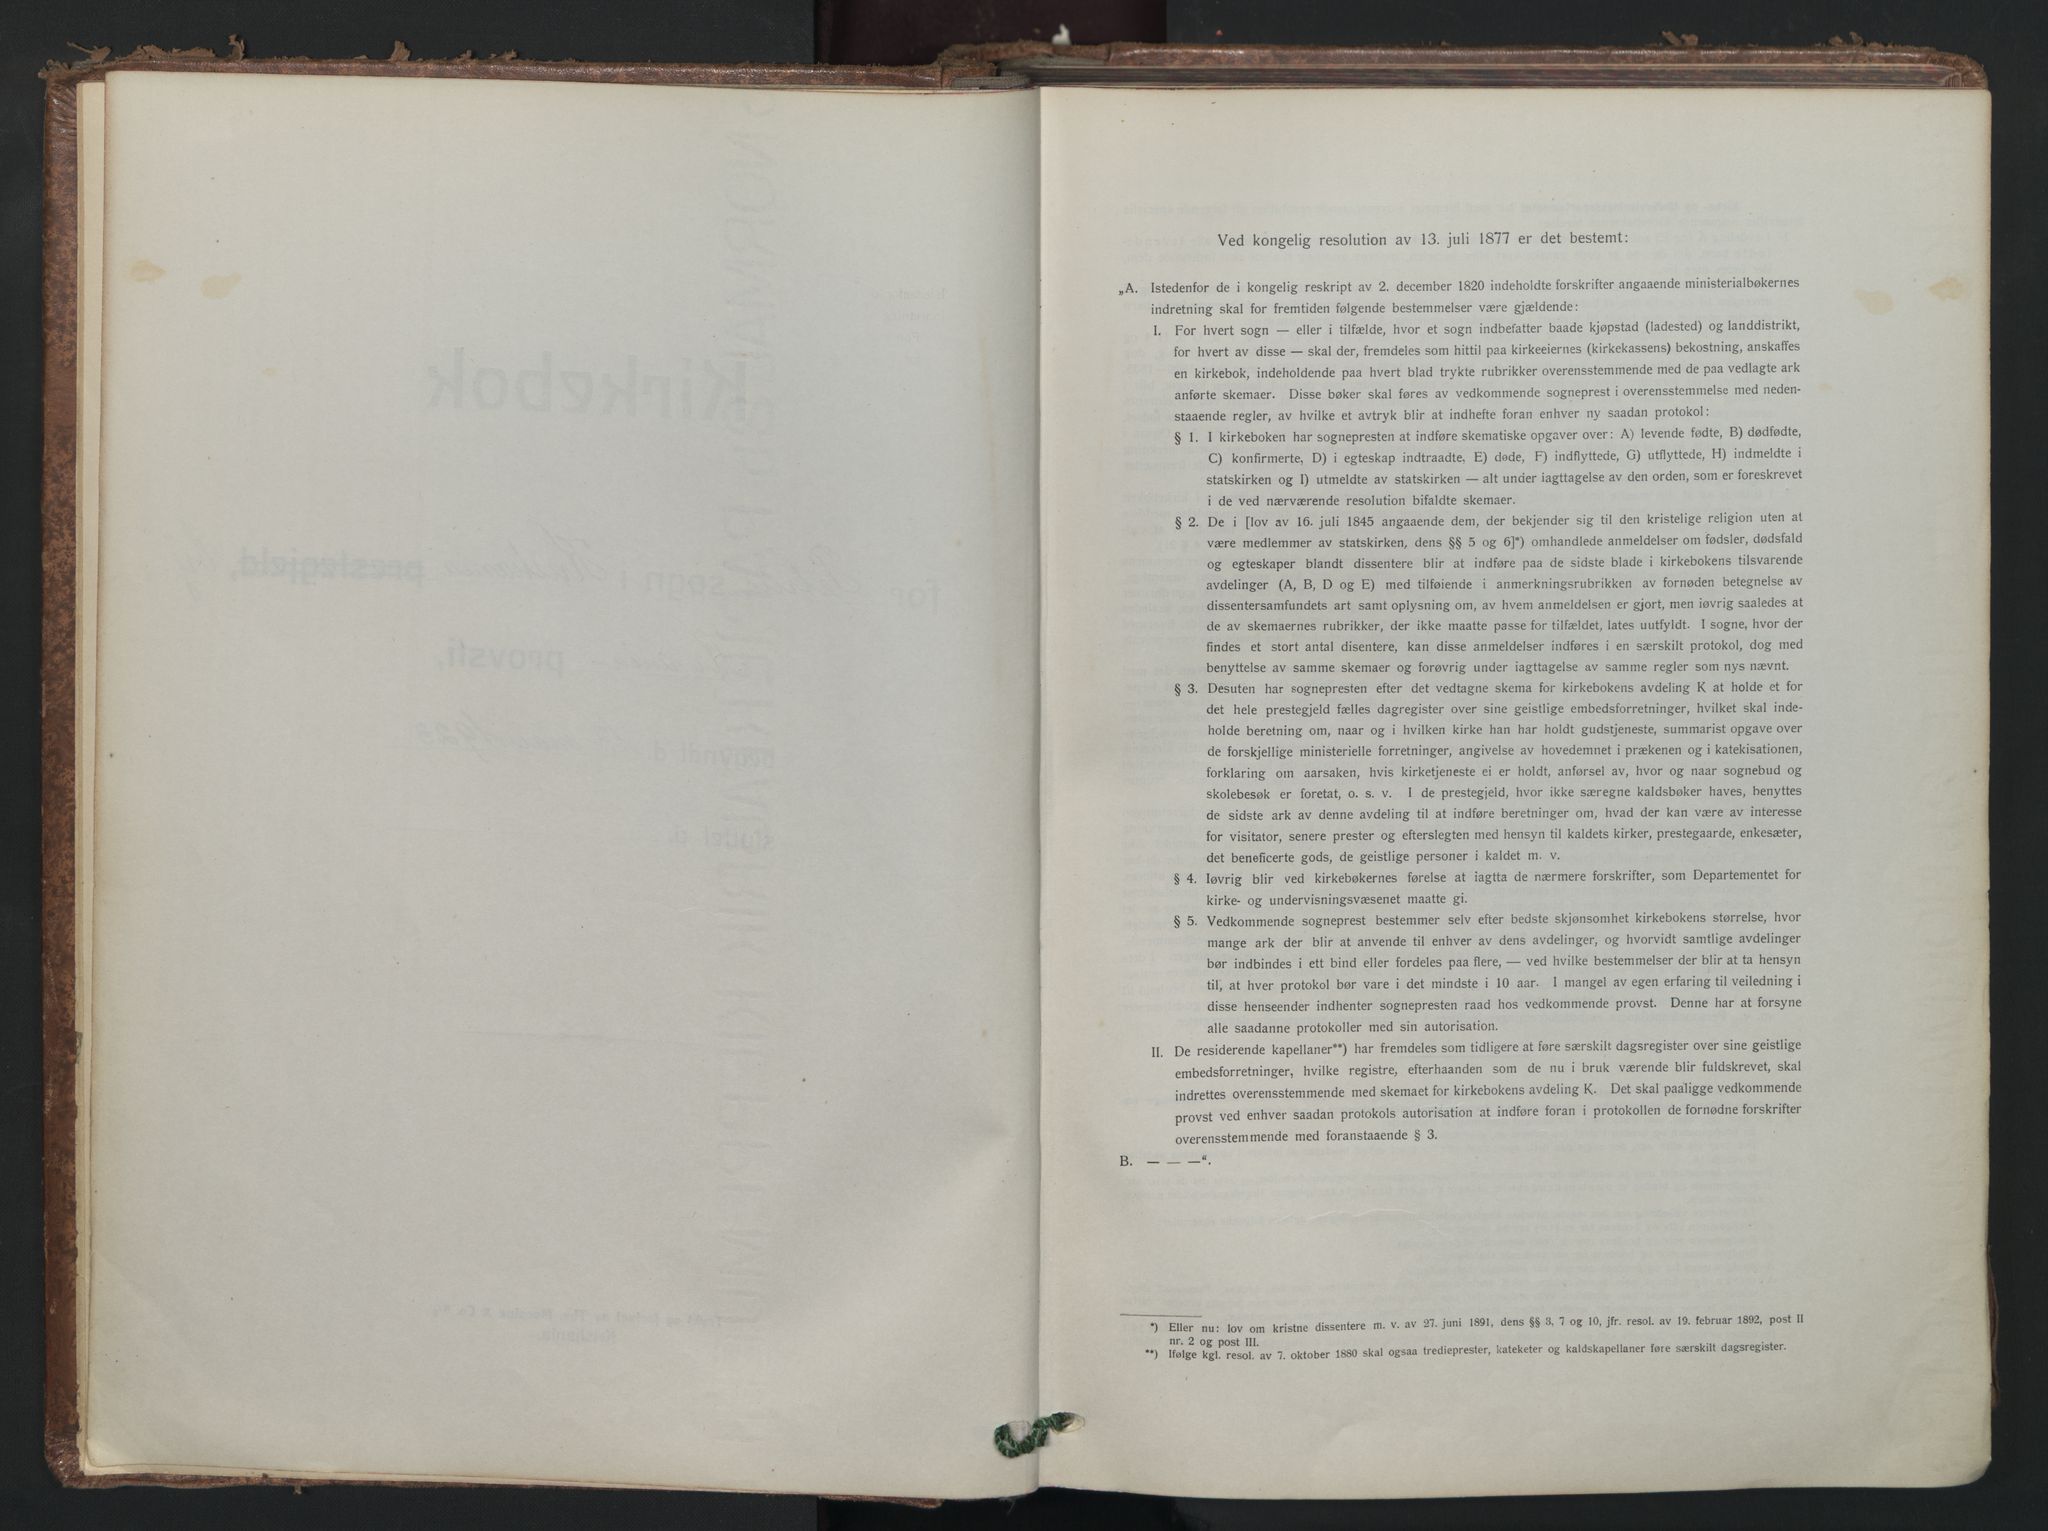 Ved kongelig resolution av 13. juli 1877 er det bestemt:
„A. Istedenfor de i kongelig reskript av 2. december 1820 indeholdte forskrifter angaaende ministerialbøkernes
indretning skal for fremtiden følgende bestemmelser være gjældende:
I. For hvert sogn — eller i tilfælde, hvor et sogn indbefatter baade kjøpstad (ladested) og landdistrikt,
for hvert av disse — skal der, fremdeles som hittil paa kirkeeiernes (kirkekassens) bekostning, anskaffes
en kirkebok, indeholdende paa hvert blad trykte rubrikker overensstemmende med de paa vedlagte ark
anførte skemaer. Disse bøker skal føres av vedkommende sogneprest i overensstemmelse med neden-
staaende regler, av hvilke et avtryk blir at indhefte foran enhver ny saadan protokol:
§ 1. I kirkeboken har sognepresten at indføre skematiske opgaver over: A) levende fødte, B) dødfødte,
C) konfirmerte, D) i egteskap indtraadte, E) døde, F) indflyttede, G) utflyttede, H) indmeldte i
statskirken og I) utmeldte av statskirken — alt under iagttagelse av den orden, som er foreskrevet
i de ved nærværende resolution bifaldte skemaer.
§ 2. De i [lov av 16. juli 1845 angaaende dem, der bekjender sig til den kristelige religion uten at
være medlemmer av statskirken, dens §§ 5 og 6]*) omhandlede anmeldelser om fødsler, dødsfald
og egteskaper blandt dissentere blir at indføre paa de sidste blade i kirkebokens tilsvarende
avdelinger (A, B, D og E) med tilføiende i anmerkningsrubrikken av fornøden betegnelse av
dissentersamfundets art samt oplysning om, av hvem anmeldelsen er gjort, men iøvrig saaledes at
de av skemaernes rubrikker, der ikke maatte passe for tilfældet, lates uutfyldt. I sogne, hvor der
findes et stort antal disentere, kan disse anmeldelser indføres i en særskilt protokol, dog med
benyttelse av samme skemaer og forøvrig under iagttagelse av samme regler som nys nævnt.
§ 3. Desuten har sognepresten efter det vedtagne skema for kirkebokens avdeling K at holde et for
det hele prestegjeld fælles dagregister over sine geistlige embedsforretninger, hvilket skal inde-
holde beretning om, naar og i hvilken kirke han har holdt gudstjeneste, summarist opgave over
de forskjellige ministerielle forretninger, angivelse av hovedemnet i prækenen og i katekisationen,
forklaring om aarsaken, hvis kirketjeneste ei er holdt, anførsel av, hvor og naar sognebud og
skolebesøk er foretat, o. s. v. I de prestegjeld, hvor ikke særegne kaldsbøker haves, henyttes
de sidste ark av denne avdeling til at indføre beretninger om, hvad der kan være av interesse
for visitator, senere prester og efterslegten med hensyn til kaldets kirker, prestegaarde, enkesæter,
det beneficerte gods, de geistlige personer i kaldet m. v.
§ 4. Iøvrig blir ved kirkebøkernes førelse at iagtta de nærmere forskrifter, som Departementet for
kirke- og undervisningsvæsenet maatte gi.
§ 5. Vedkommende sogneprest bestemmer selv efter bedste skjønsomhet kirkebokens størrelse, hvor
mange ark der blir at anvende til enhver av dens avdelinger, og hvorvidt samtlige avdelinger
bør indbindes i ett bind eller fordeles paa flere, — ved hvilke bestemmelser der blir at ta hensyn
til, at hver protokol bør vare i det mindste i 10 aar. I mangel av egen erfaring til veiledning i
disse henseender indhenter sognepresten raad hos vedkommende provst. Denne har at forsyne
alle saadanne protokoller med sin autorisation.
II. De residerende kapellaner**) har fremdeles som tidligere at føre særskilt dagsregister over sine geistlige
embedsforretninger, hvilke registre, efterhaanden som de nu i bruk værende blir fuldskrevet, skal
indrettes overensstemmende med skemaet for kirkebokens avdeling K. Det skal paaligge vedkommende
provst ved enhver saadan protokols autorisation at indføre foran i protokollen de fornødne forskrifter
overensstemmende med foranstaaende § 3.
B. — — —“.
*) Eller nu: lov om kristne dissentere m. v. av 27. juni 1891, dens §§ 3, 7 og 10, jfr. resol. av 19. februar 1892, post II
nr. 2 og post III.
**) Ifølge kgl. resol. av 7. oktober 1880 skal ogsaa tredieprester, kateketer og kaldskapellaner føre særskilt dagsregister.